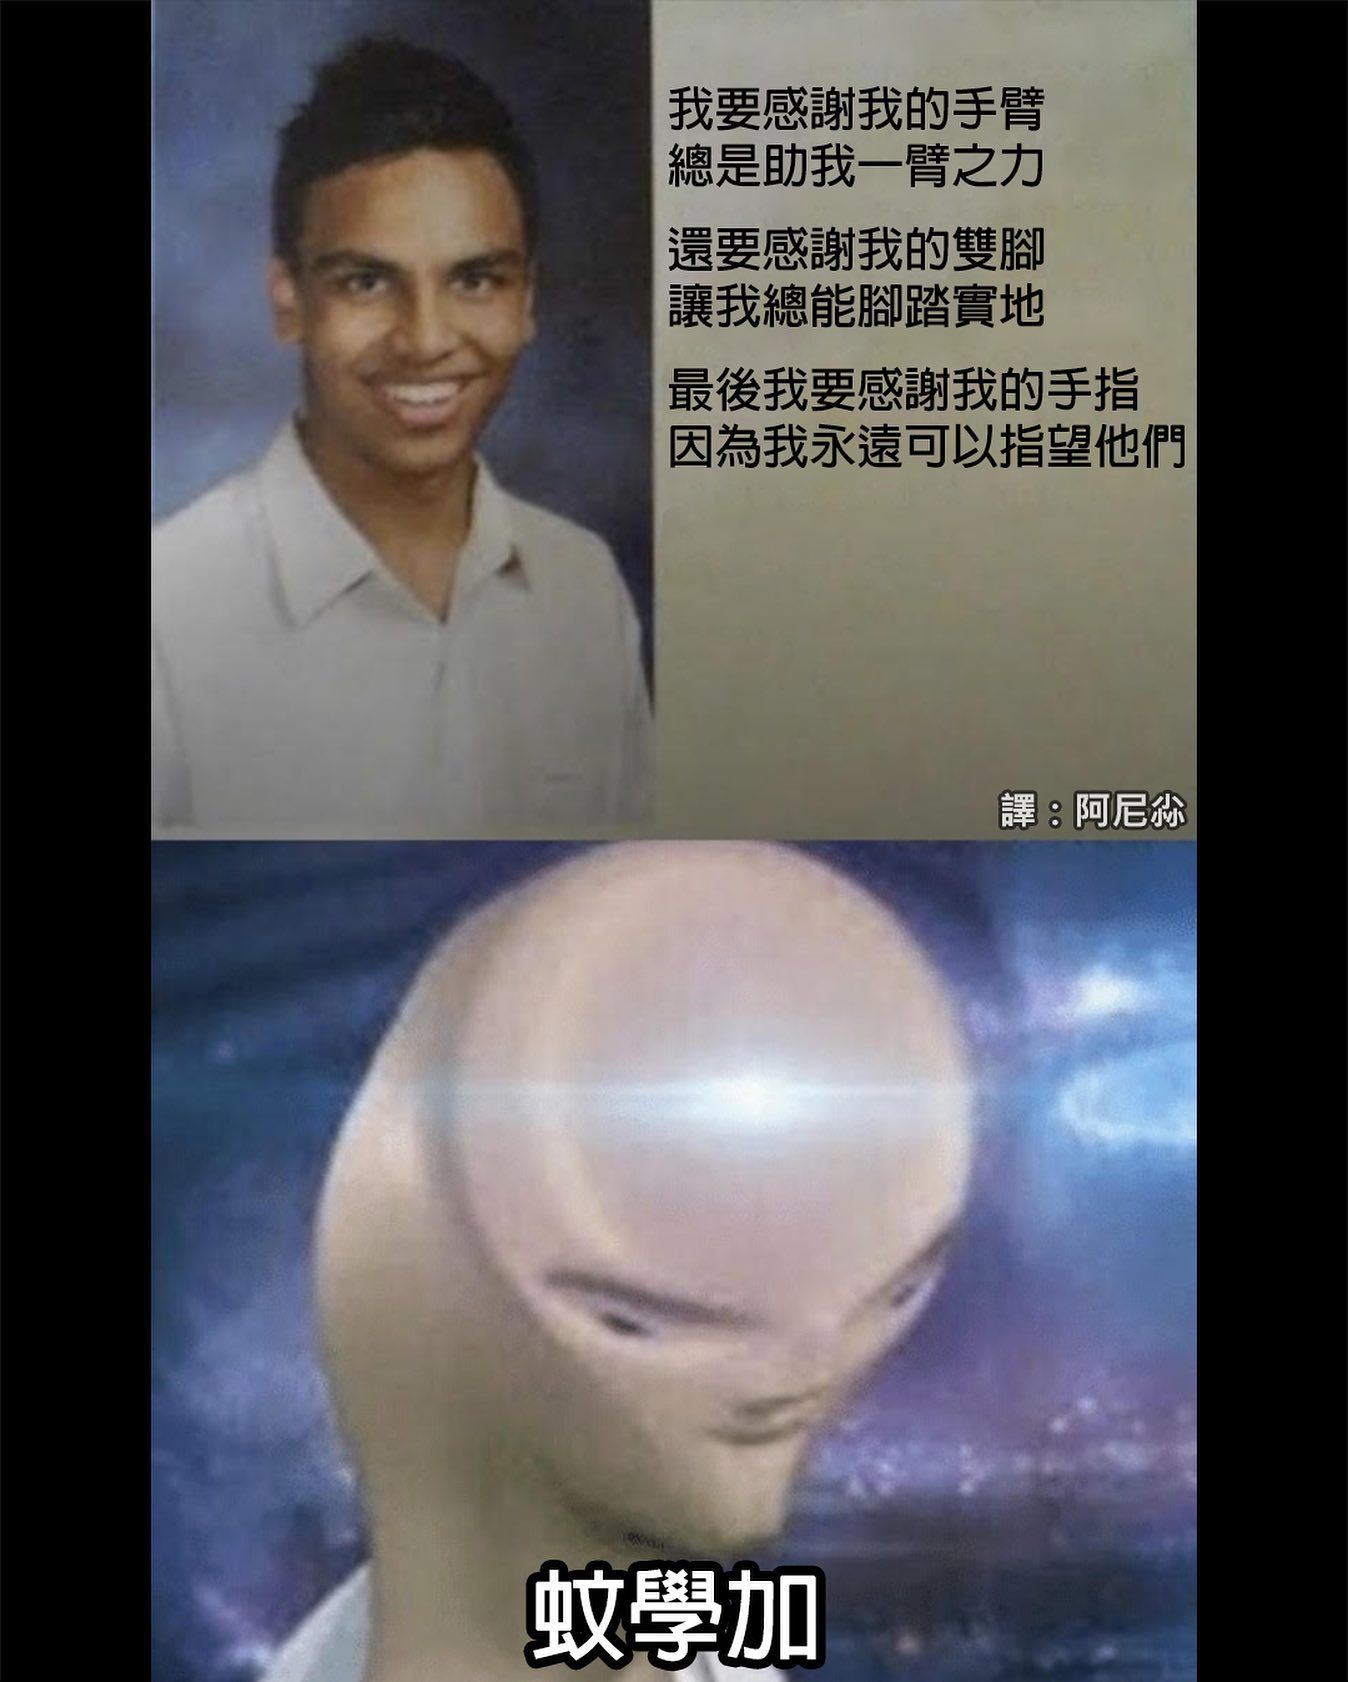 我要感謝我的手臂
總是助我一臂之力
還要感謝我的雙腳
讓我總能腳踏實地
最後我要感謝我的手指
因為我永遠可以指望他們
譯：阿尼尛
蚊學加